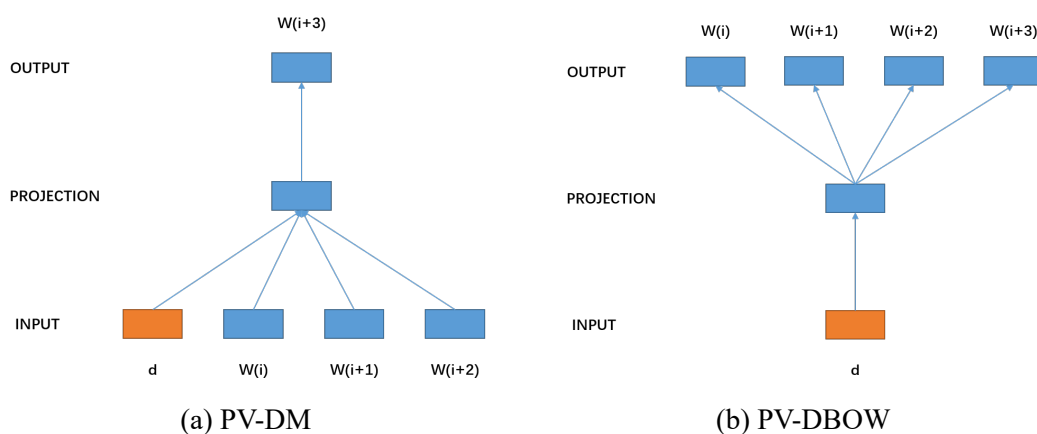 W(i+3)
OUTPUT
PROJECTION
INPUT
d W(i) W(i+1) W(i+2)
(a) PV-DM
W(i) W(i+1) W(i+2) W(i+3)
OUTPUT
PROJECTION
INPUT
d
(b) PV-DBOW